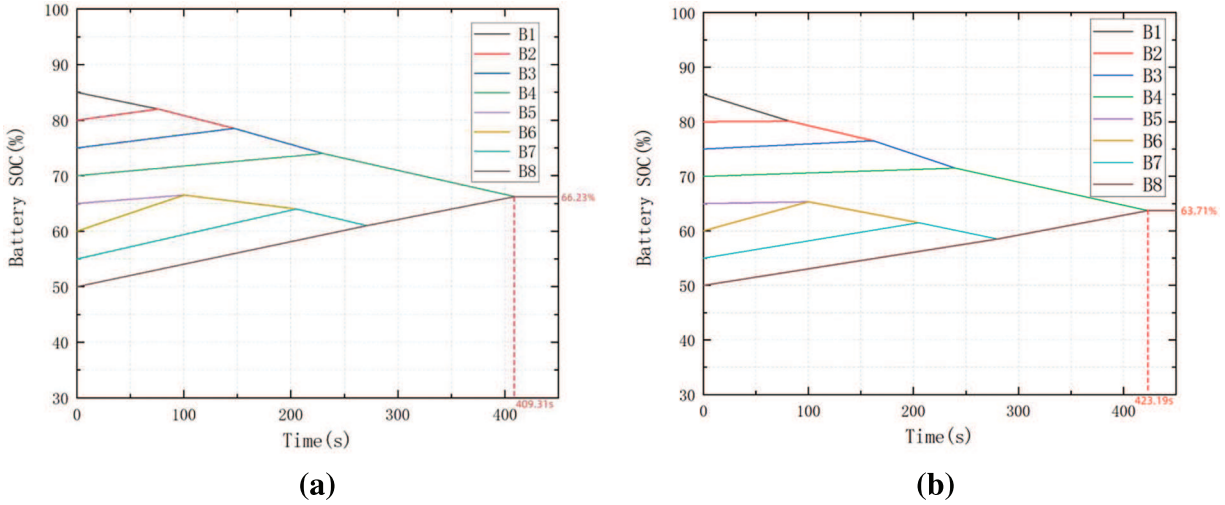 100
90
80
70
60
50
40
30
Battery SOC(%)
0
100
200
300
400
Time(s)
B1
B2
B3
B4
B5
B6
B7
B8
66.23%
409.31s
(a)
100
90
80
70
60
50
40
30
Battery SOC(%)
0
100
200
300
400
Time(s)
B1
B2
B3
B4
B5
B6
B7
B8
63.71%
423.19s
(b)